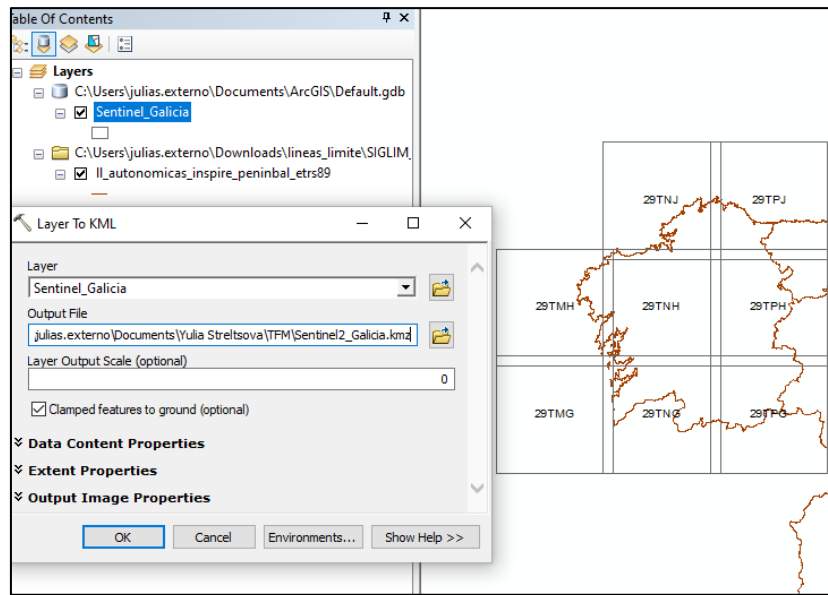 able Of Contents
Layers
C:\Users\julias.externo\Documents\ArcGIS\Default.gdb
Sentinel_Galicia
C:\Users\julias.externo\Downloads\lineas_limite\SIGLIM_
ll_autonomicas_inspire_peninbal_etrs89
Layer To KML
Layer
Sentinel_Galicia
Output File
julias.externo\Documents\Yulia Streltsova\TFM\Sentinel2_Galicia.kmz
Layer Output Scale (optional)
0
Clamped features to ground (optional)
Data Content Properties
Extent Properties
Output Image Properties
OK Cancel Environments... Show Help >>
29TNJ 29TPJ
29TMH 29TNH 29TPH
29TMG 29TNG 29TPG